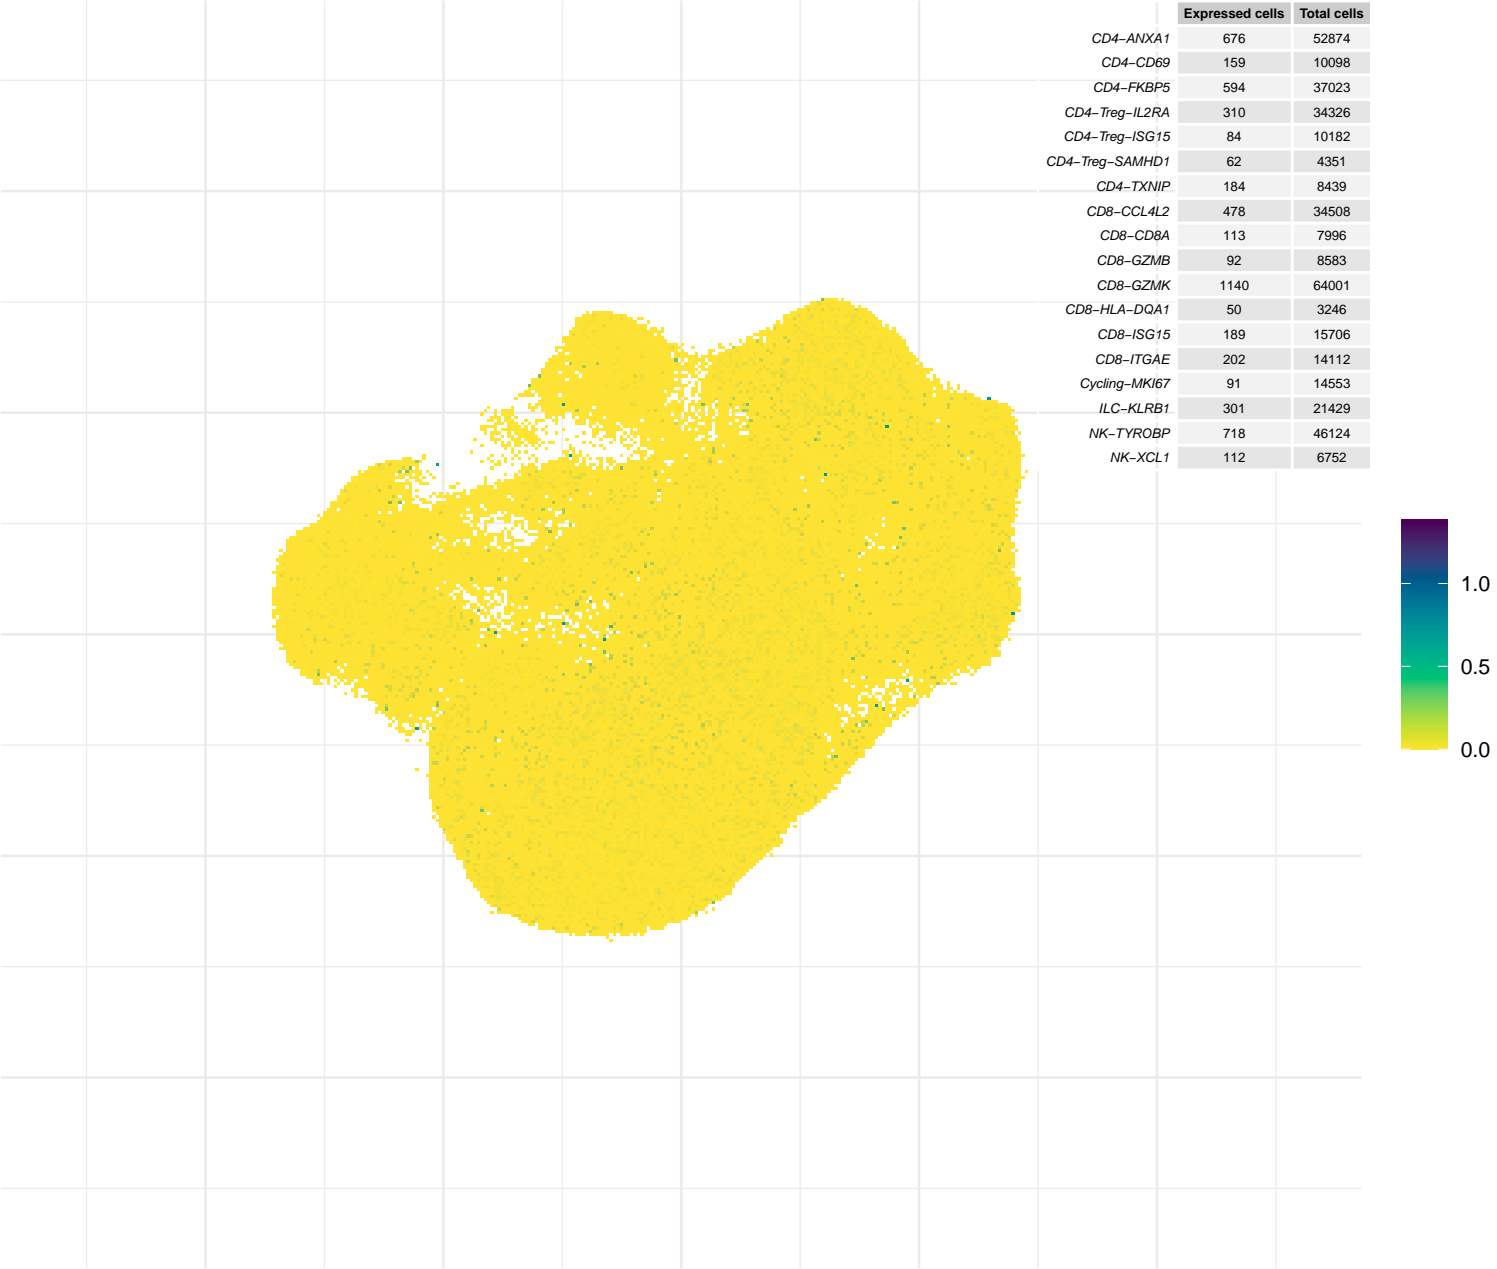 Expressed cells Total cells
CD4−ANXA1 676 52874
CD4−CD69 159 10098
CD4−FKBP5 594 37023
CD4−Treg−IL2RA 310 34326
CD4−Treg−ISG15 84 10182
CD4−Treg−SAMHD1 62 4351
CD4−TXNIP 184 8439
CD8−CCL4L2 478 34508
CD8−CD8A 113 7996
CD8−GZMB 92 8583
CD8−GZMK 1140 64001
CD8−HLA−DQA1 50 3246
CD8−ISG15 189 15706
CD8−ITGAE 202 14112
Cycling−MKI67 91 14553
ILC−KLRB1 301 21429
NK−TYROBP 718 46124
NK−XCL1 112 6752
1.0
0.5
0.0